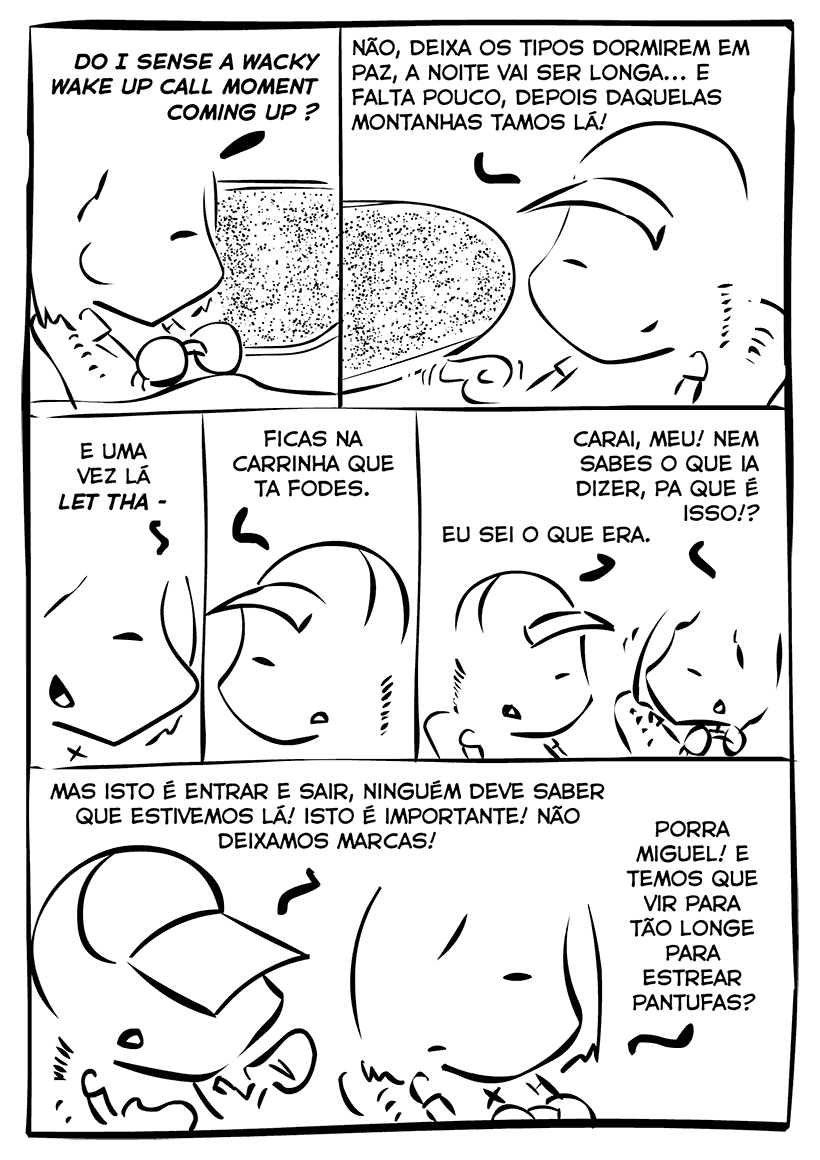 DO I SENSE A WACKY
WAKE UP CALL MOMENT
COMING UP ?
NÃO, DEIXA OS TIPOS DORMIREM EM
PAZ, A NOITE VAI SER LONGA... E
FALTA POUCO, DEPOIS DAQUELAS
MONTANHAS TAMOS LÁ!
E UMA
VEZ LÁ
LET THA -
FICAS NA
CARRINHA QUE
TA FODES.
CARAI, MEU! NEM
SABES O QUE IA
DIZER, PA QUE É
ISSO!?
EU SEI O QUE ERA.
MAS ISTO É ENTRAR E SAIR, NINGUÉM DEVE SABER
QUE ESTIVEMOS LÁ! ISTO É IMPORTANTE! NÃO
DEIXAMOS MARCAS!
PORRA
MIGUEL! E
TEMOS QUE
VIR PARA
TÃO LONGE
PARA
ESTREAR
PANTUFAS?